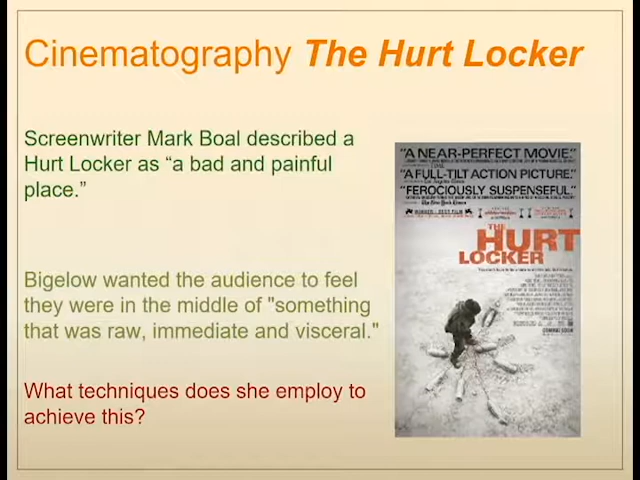 Cinematography The Hurt Locker
Screenwriter Mark Boal described a
Hurt Locker as “a bad and painful
place.”
Bigelow wanted the audience to feel
they were in the middle of "something
that was raw, immediate and visceral."
What techniques does she employ to
achieve this?
"A NEAR-PERFECT MOVIE."
"A FULL-TILT ACTION PICTURE."
"FEROCIOUSLY SUSPENSEFUL."
THE
HURT
LOCKER
COMING SOON